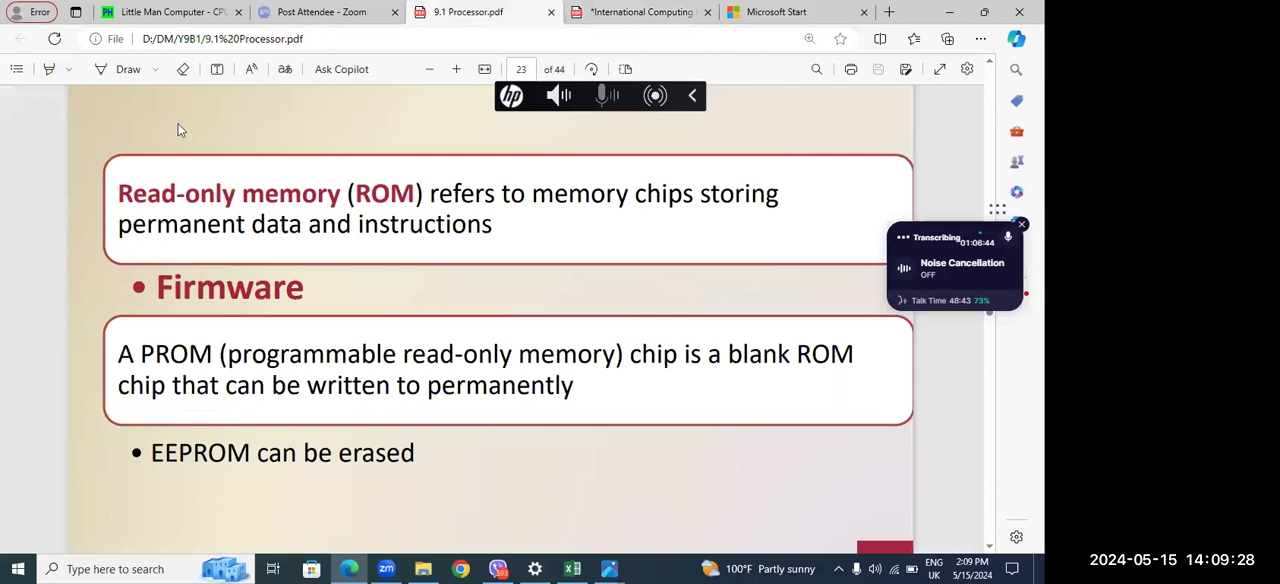 Error
Little Man Computer - CPU
Post Attendee - Zoom
9.1 Processor.pdf
*International Computing
Microsoft Start
File
D:/DM/Y9B1/9.1%20Processor.pdf
Draw
Ask Copilot
23
of 44
hp
Read-only memory (ROM) refers to memory chips storing
permanent data and instructions
• Firmware
A PROM (programmable read-only memory) chip is a blank ROM
chip that can be written to permanently
• EEPROM can be erased
Transcribing
01:06:44
Noise Cancellation
OFF
Talk Time 48:43 73%
Type here to search
zm
100°F Partly sunny
ENG
UK
2:09 PM
5/15/2024
2024-05-15 14:09:28